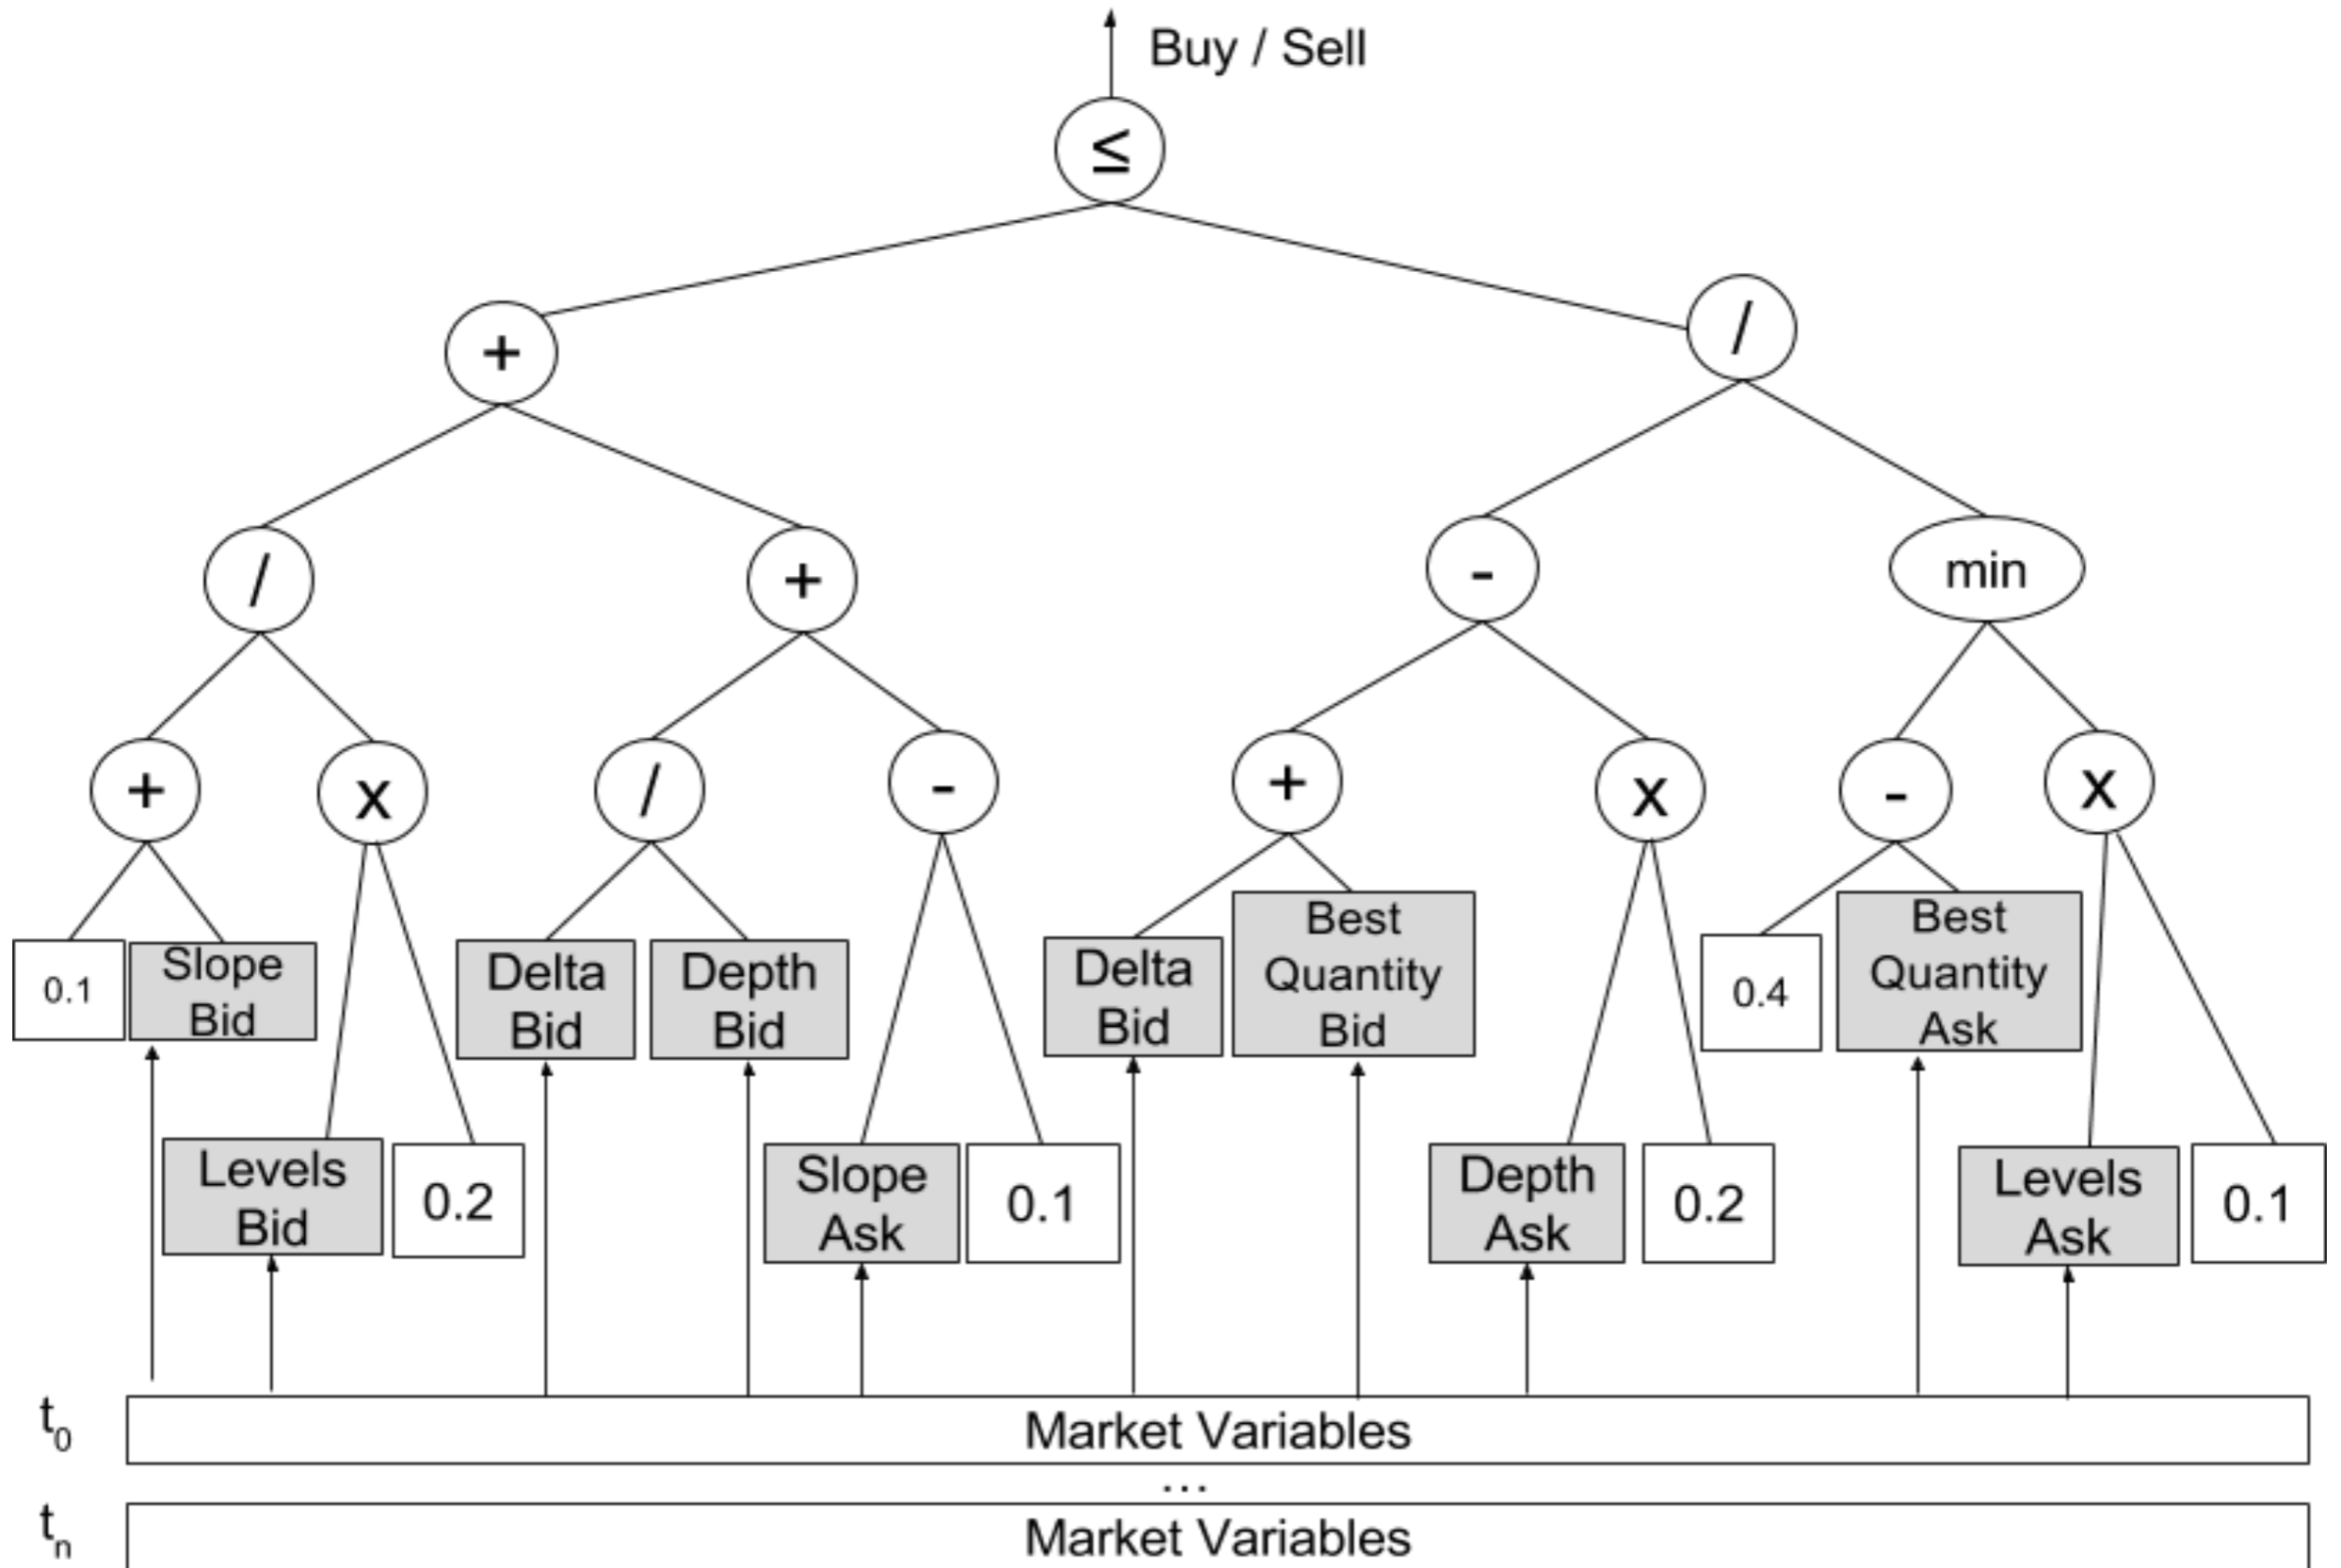 Buy / Sell
≤
+
/
/
+
-
min
+
x
/
-
+
x
-
x
0.1
Slope
Bid
Delta
Bid
Depth
Bid
Delta
Bid
Best
Quantity
Bid
0.4
Best
Quantity
Ask
Levels
Bid
0.2
Slope
Ask
0.1
Depth
Ask
0.2
Levels
Ask
0.1
t0
Market Variables
...
tn
Market Variables